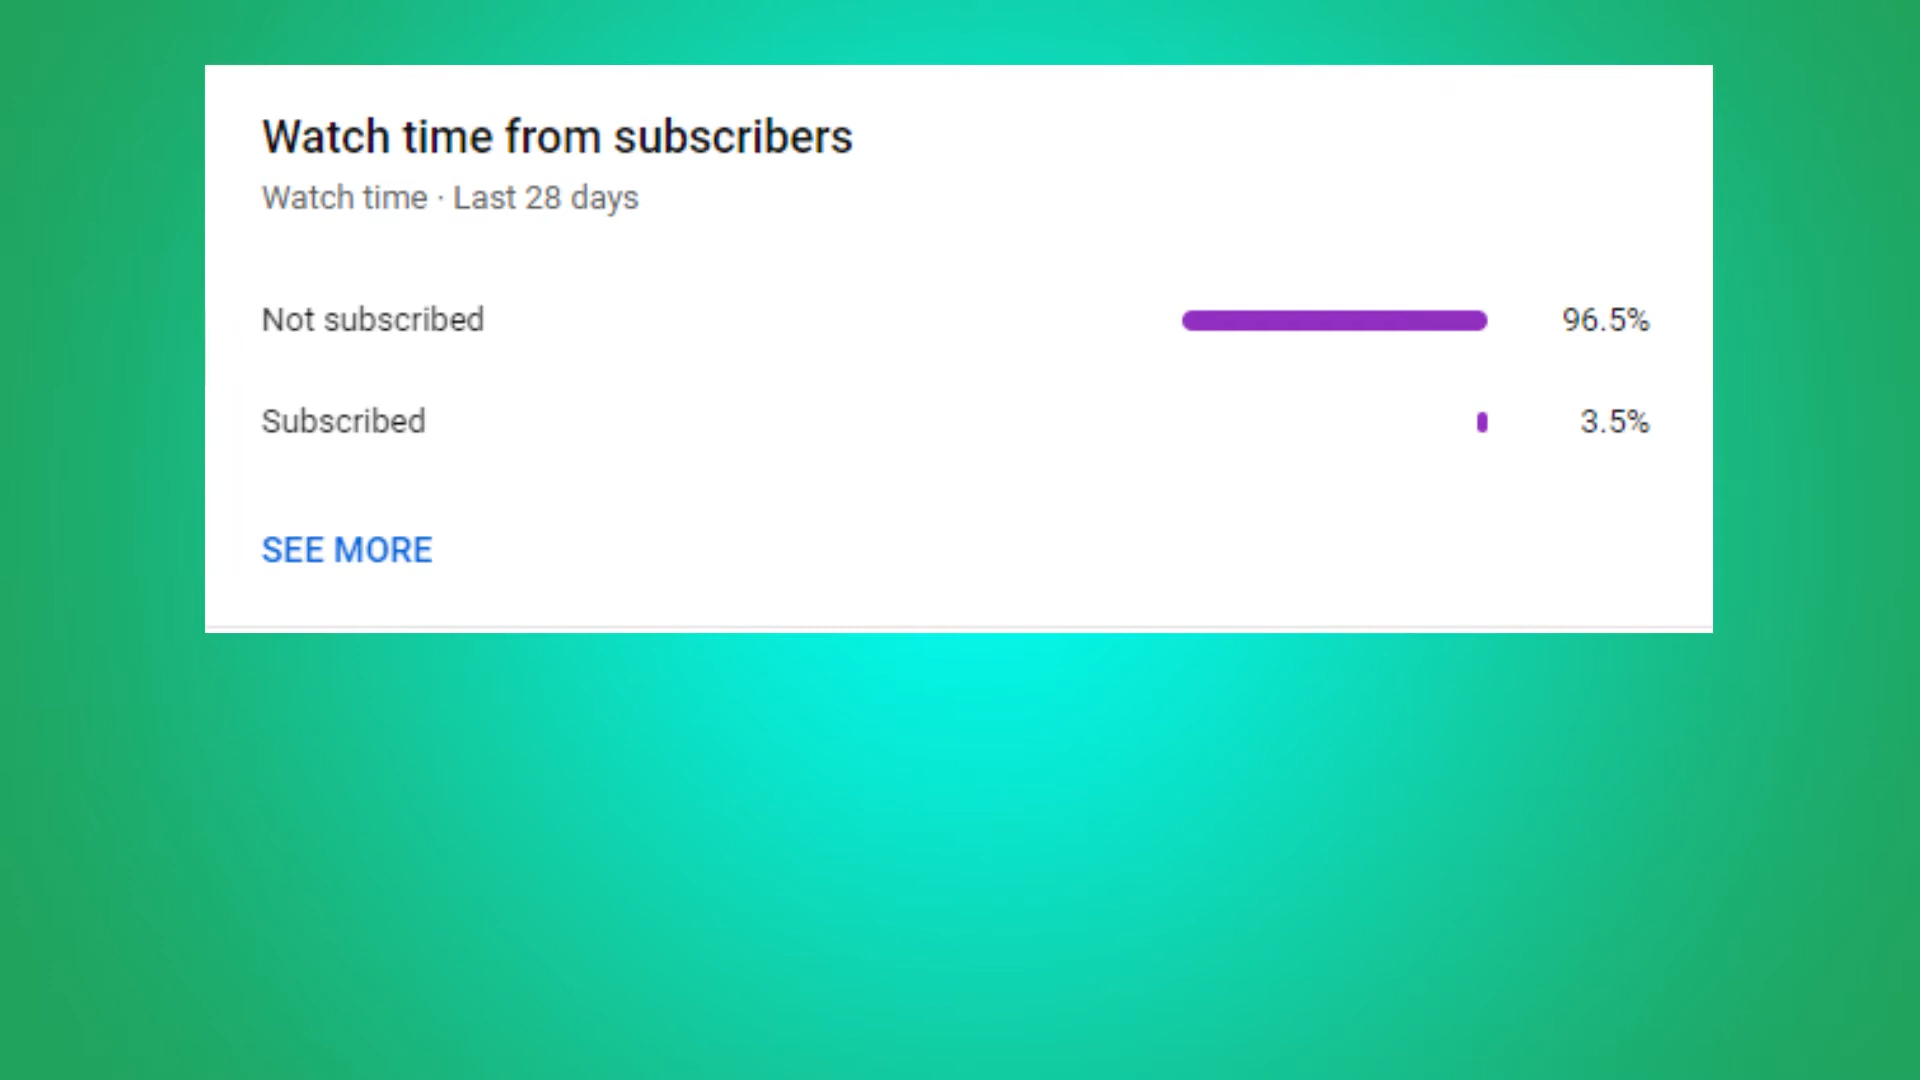 Watch time from subscribers
Watch time · Last 28 days
Not subscribed 96.5%
Subscribed 3.5%
SEE MORE